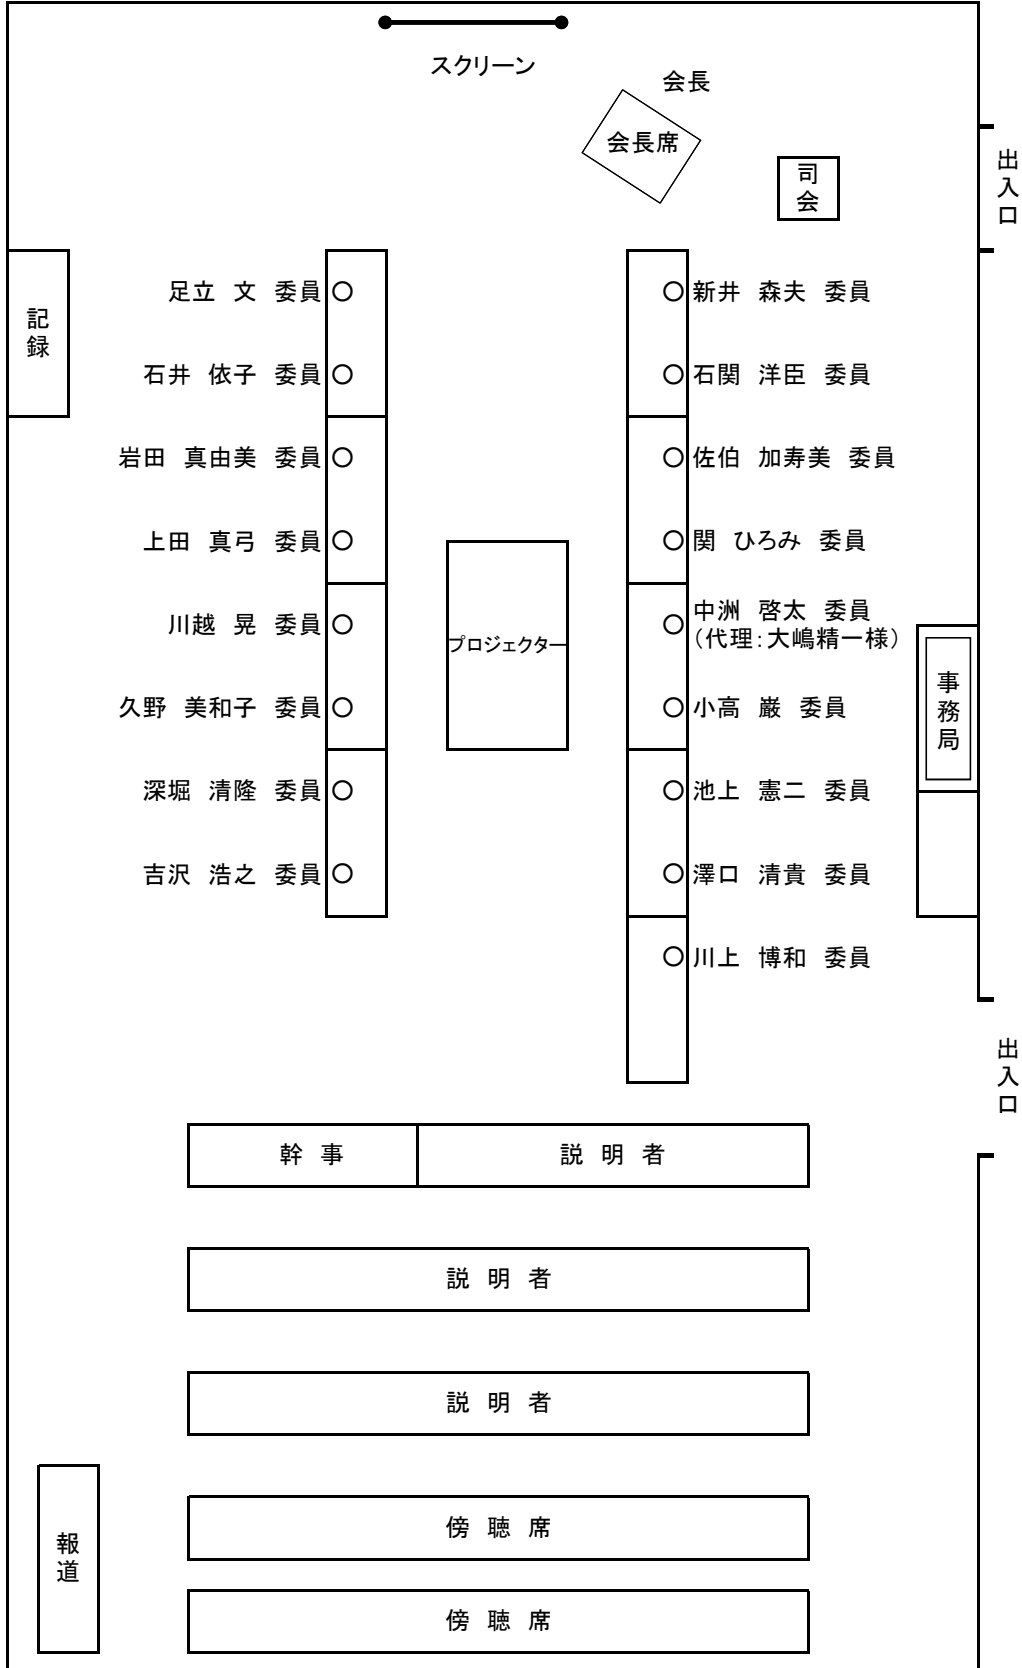 スクリーン
会長
会長席
司会
出入口
記録
足立 文 委員
新井 森夫 委員
石井 依子 委員
石関 洋臣 委員
岩田 真由美 委員
佐伯 加寿美 委員
上田 真弓 委員
関 ひろみ 委員
川越 晃 委員
中洲 啓太 委員
（代理：大嶋精一様）
プロジェクター
久野 美和子 委員
小高 巌 委員
事務局
深堀 清隆 委員
池上 憲二 委員
吉沢 浩之 委員
澤口 清貴 委員
川上 博和 委員
出入口
幹 事
説 明 者
説 明 者
説 明 者
傍 聴 席
報道
傍 聴 席